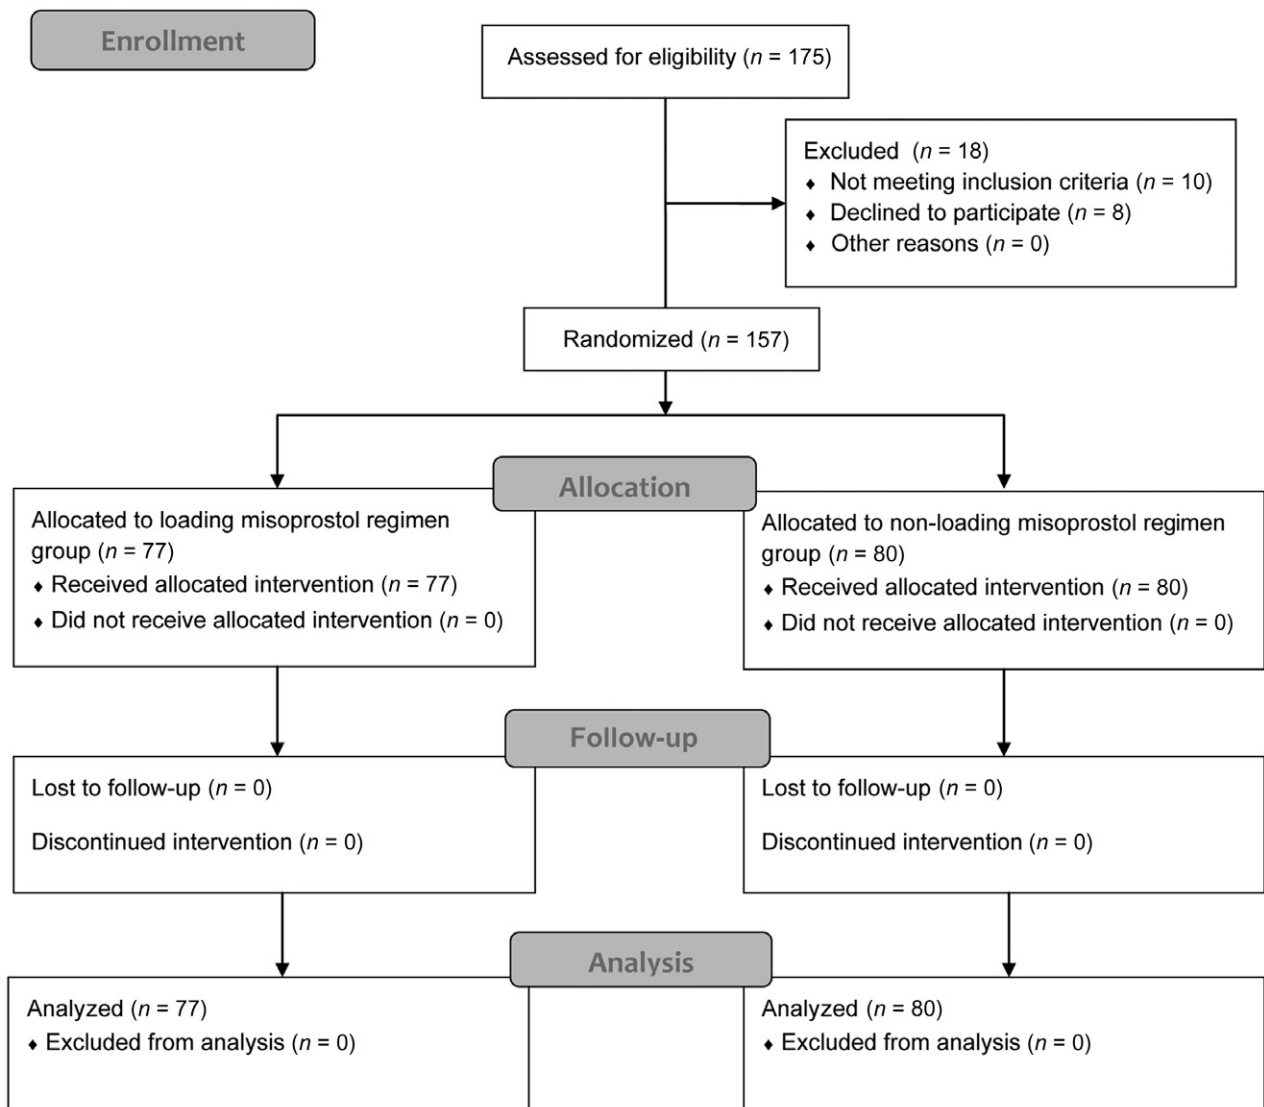 Enrollment
Assessed for eligibility (n = 175)
Excluded (n = 18)
♦ Not meeting inclusion criteria (n = 10)
♦ Declined to participate (n = 8)
♦ Other reasons (n = 0)
Randomized (n = 157)
Allocation
Allocated to loading misoprostol regimen
group (n = 77)
♦ Received allocated intervention (n = 77)
♦ Did not receive allocated intervention (n = 0)
Allocated to non-loading misoprostol regimen
group (n = 80)
♦ Received allocated intervention (n = 80)
♦ Did not receive allocated intervention (n = 0)
Follow-up
Lost to follow-up (n = 0)
Discontinued intervention (n = 0)
Lost to follow-up (n = 0)
Discontinued intervention (n = 0)
Analysis
Analyzed (n = 77)
♦ Excluded from analysis (n = 0)
Analyzed (n = 80)
♦ Excluded from analysis (n = 0)